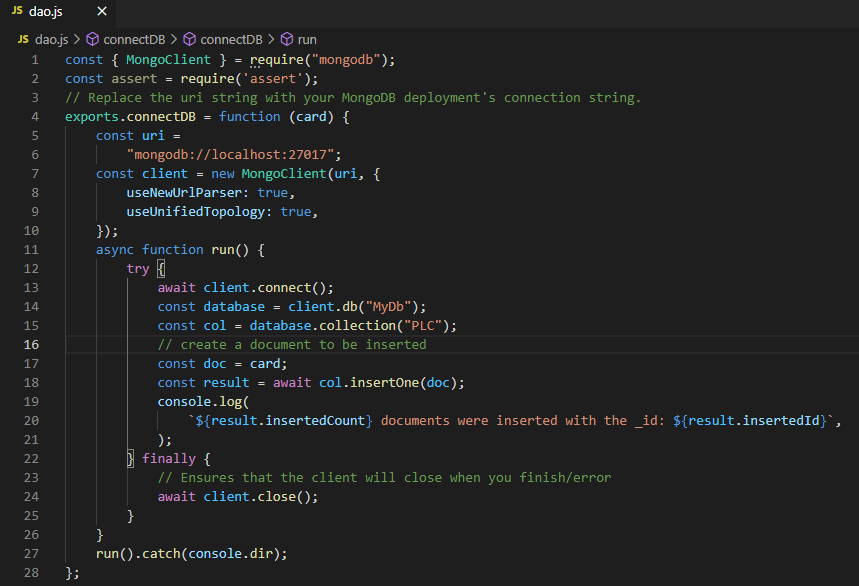 JS dao.js ×
JS dao.js > connectDB > connectDB > run
1 const { MongoClient } = require("mongodb");
2 const assert = require('assert');
3 // Replace the uri string with your MongoDB deployment's connection string.
4 exports.connectDB = function (card) {
5     const uri =
6         "mongodb://localhost:27017";
7     const client = new MongoClient(uri, {
8         useNewUrlParser: true,
9         useUnifiedTopology: true,
10     });
11     async function run() {
12         try {
13             await client.connect();
14             const database = client.db("MyDb");
15             const col = database.collection("PLC");
16             // create a document to be inserted
17             const doc = card;
18             const result = await col.insertOne(doc);
19             console.log(
20                 `${result.insertedCount} documents were inserted with the _id: ${result.insertedId}`,
21             );
22         } finally {
23             // Ensures that the client will close when you finish/error
24             await client.close();
25         }
26     }
27     run().catch(console.dir);
28 };